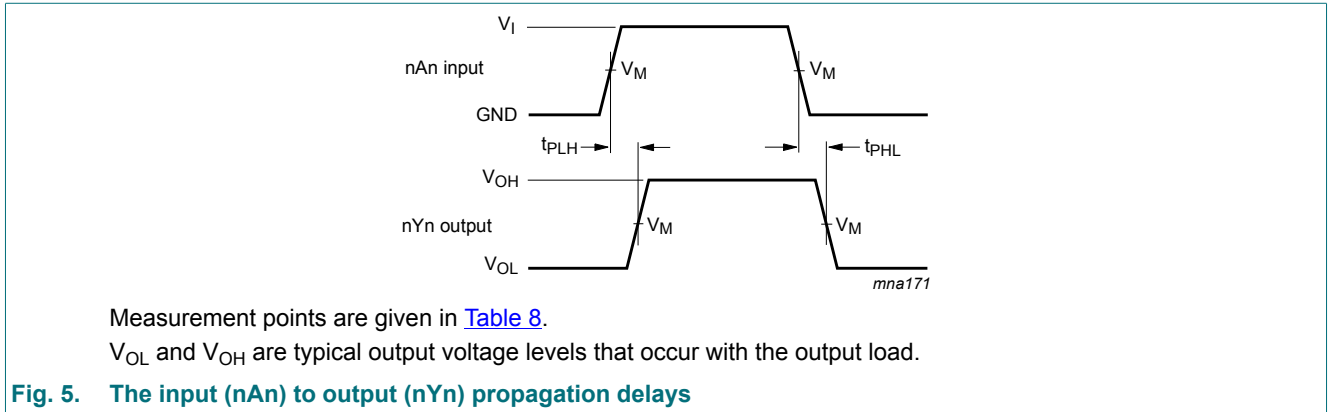 V_I
nAn input
V_M
V_M
GND
t_PLH
t_PHL
V_OH
nYn output
V_M
V_M
V_OL
mna171
Measurement points are given in Table 8.
V_OL and V_OH are typical output voltage levels that occur with the output load.
Fig. 5. The input (nAn) to output (nYn) propagation delays